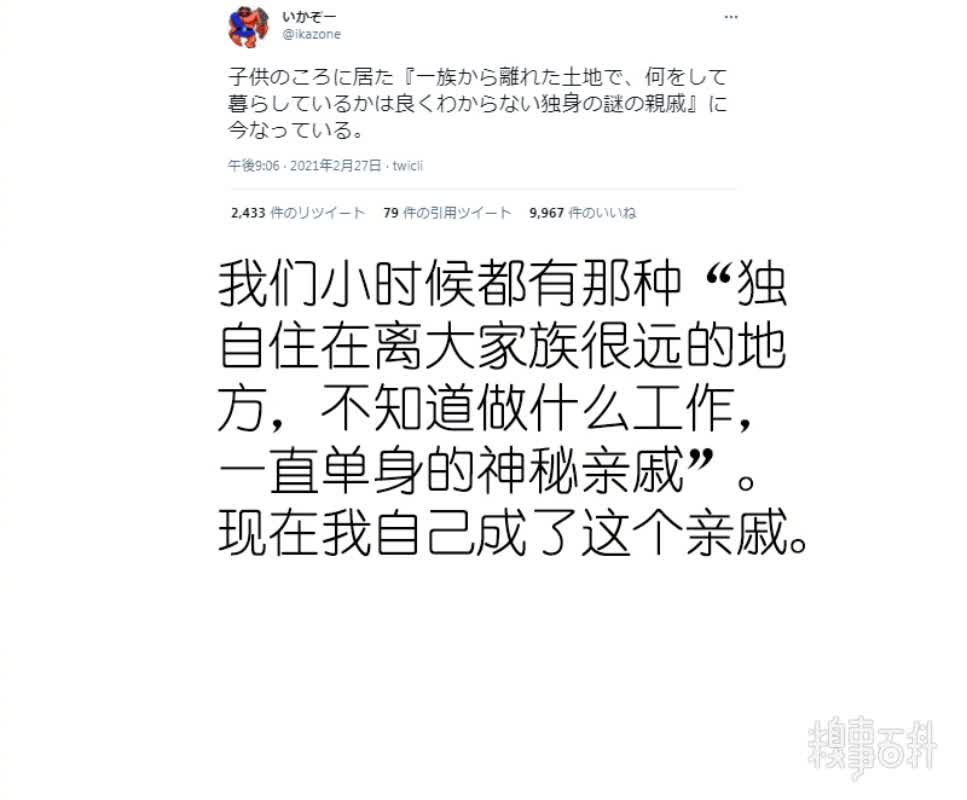 いかぞー
@ikazone
子供のころに居た『一族から離れた土地で、何をして
暮らしているかは良くわからない独身の謎の親戚』に
今なっている。
午後9:06 · 2021年2月27日 · twicli
2,433 件のリツイート 79 件の引用ツイート 9,967 件のいいね
我们小时候都有那种“独
自住在离大家族很远的地
方，不知道做什么工作，
一直单身的神秘亲戚”。
现在我自己成了这个亲戚。
糗事百科